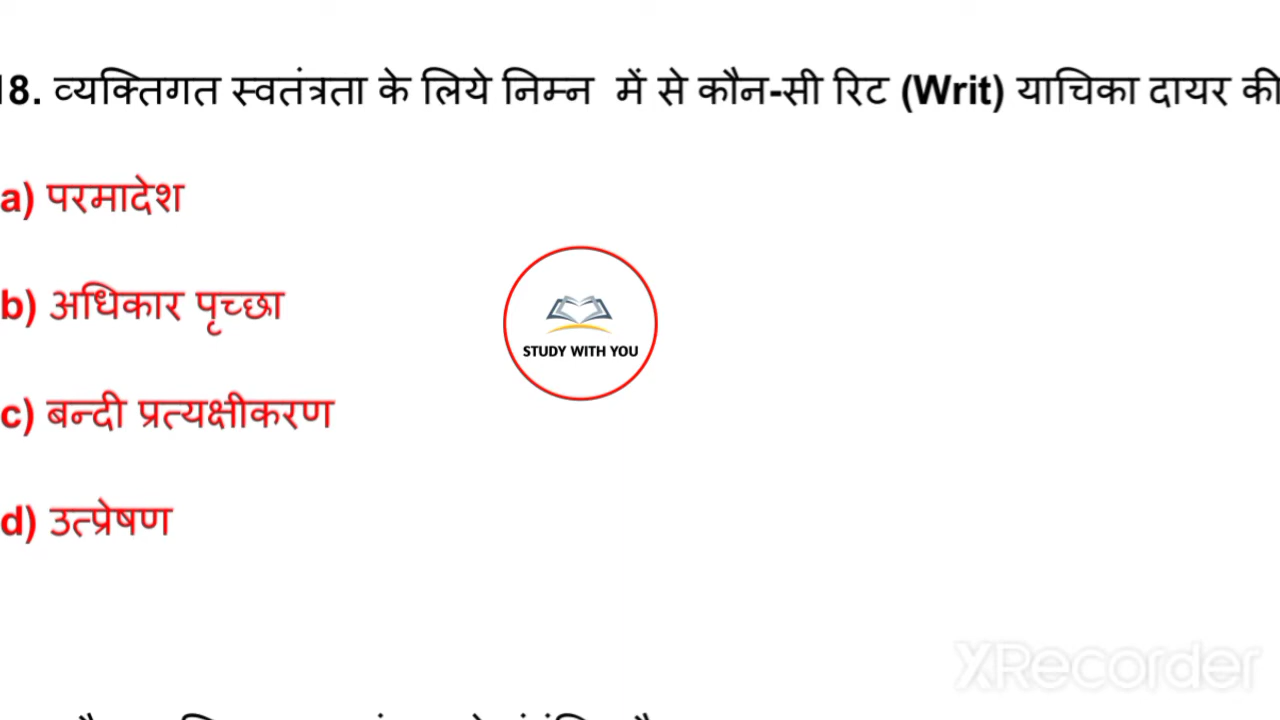 18. व्यक्तिगत स्वतंत्रता के लिये निम्न में से कौन-सी रिट (Writ) याचिका दायर की
a) परमादेश
b) अधिकार पृच्छा
STUDY WITH YOU
c) बन्दी प्रत्यक्षीकरण
d) उत्प्रेषण
XRecorder